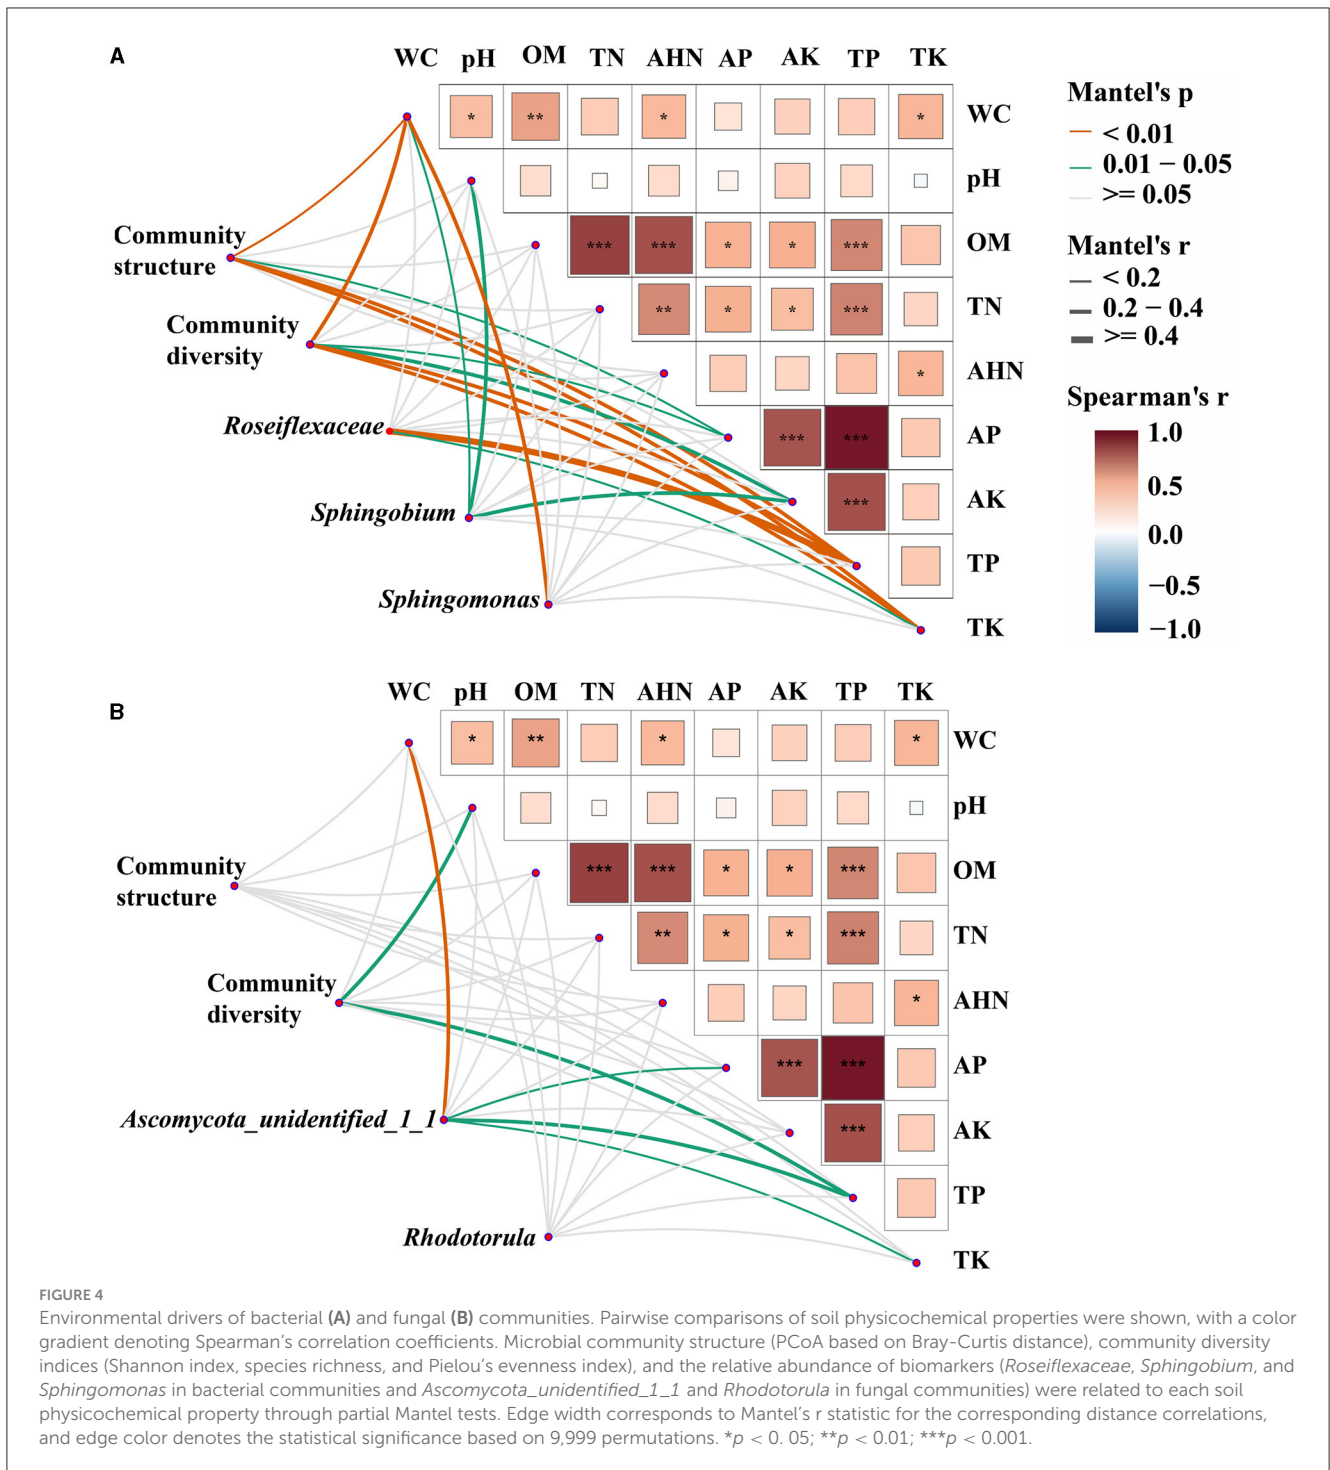 A
WC pH OM TN AHN AP AK TP TK
* ** * * WC
pH
*** *** * * *** OM
** * * *** TN
* AHN
*** *** AP
*** AK
TP
TK
Community
structure
Community
diversity
Roseiflexaceae
Sphingobium
Sphingomonas
Mantel's p
< 0.01
0.01 – 0.05
>= 0.05
Mantel's r
< 0.2
0.2 – 0.4
>= 0.4
Spearman's r
1.0
0.5
0.0
−0.5
−1.0
B
WC pH OM TN AHN AP AK TP TK
* ** * * WC
pH
*** *** * * *** OM
** * * *** TN
* AHN
*** *** AP
*** AK
TP
TK
Community
structure
Community
diversity
Ascomycota_unidentified_1_1
Rhodotorula
FIGURE 4
Environmental drivers of bacterial (A) and fungal (B) communities. Pairwise comparisons of soil physicochemical properties were shown, with a color
gradient denoting Spearman's correlation coefficients. Microbial community structure (PCoA based on Bray-Curtis distance), community diversity
indices (Shannon index, species richness, and Pielou's evenness index), and the relative abundance of biomarkers (Roseiflexaceae, Sphingobium, and
Sphingomonas in bacterial communities and Ascomycota_unidentified_1_1 and Rhodotorula in fungal communities) were related to each soil
physicochemical property through partial Mantel tests. Edge width corresponds to Mantel's r statistic for the corresponding distance correlations,
and edge color denotes the statistical significance based on 9,999 permutations. *p < 0. 05; **p < 0.01; ***p < 0.001.